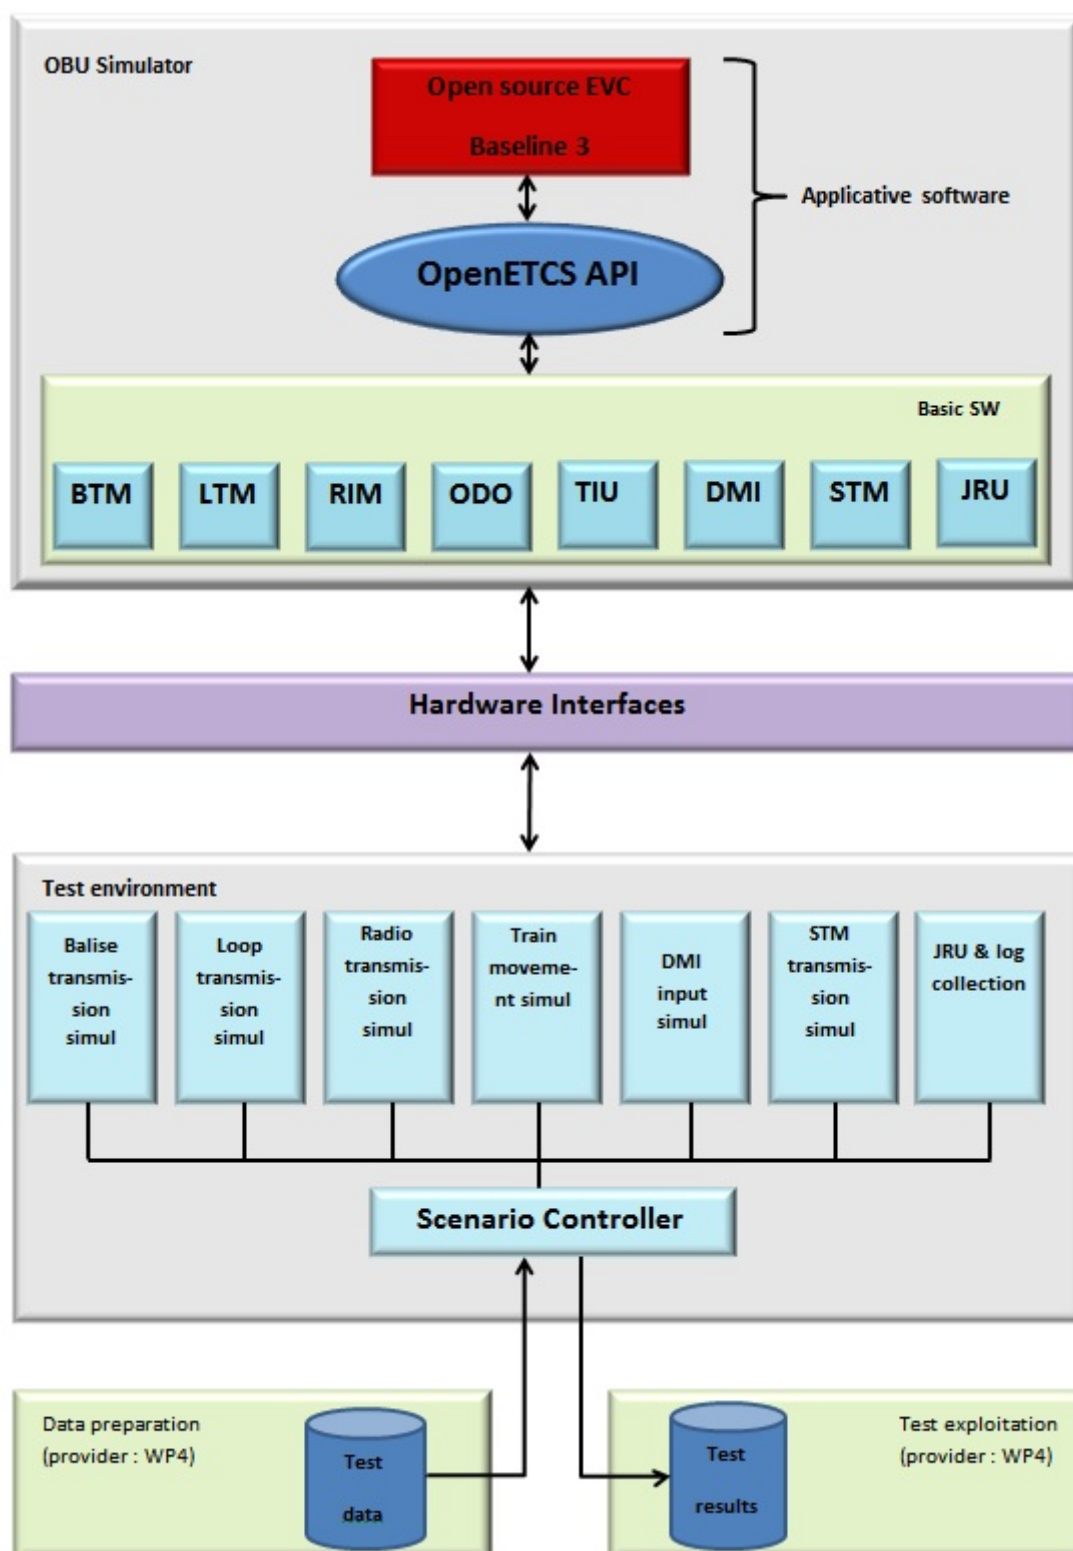 OBU Simulator
Open source EVC
Baseline 3
Applicative software
OpenETCS API
Basic SW
BTM
LTM
RIM
ODO
TIU
DMI
STM
JRU
Hardware Interfaces
Test environment
Balise
transmis-
sion
simul
Loop
transmis-
sion
simul
Radio
transmis-
sion
simul
Train
moveme-
nt simul
DMI
input
simul
STM
transmis-
sion
simul
JRU & log
collection
Scenario Controller
Data preparation
(provider : WP4)
Test
data
Test
results
Test exploitation
(provider : WP4)